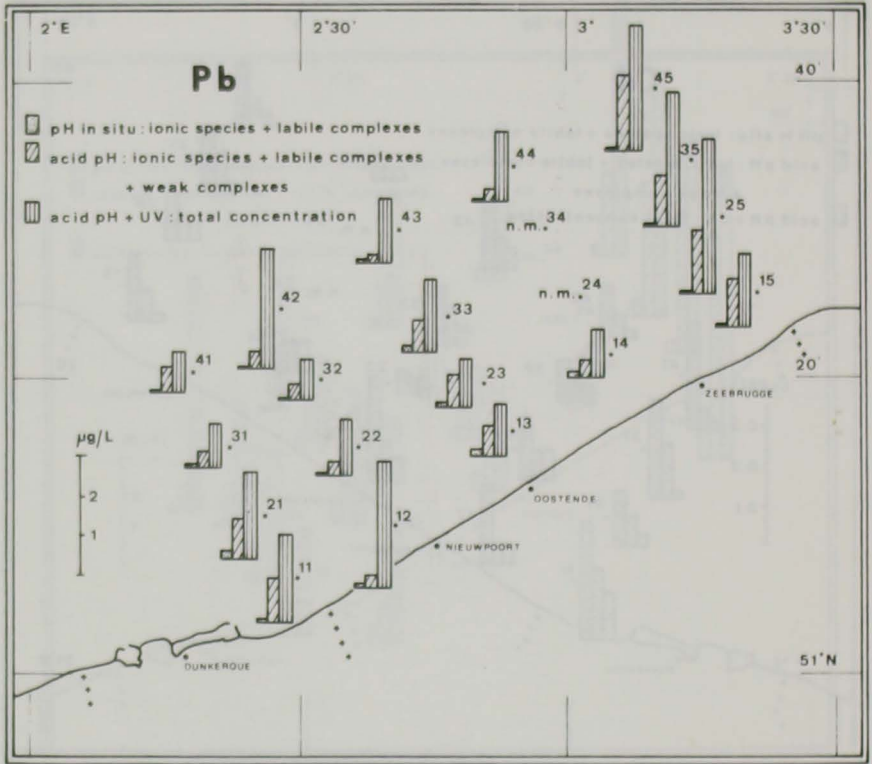 2°E 2°30' 3° 3°30'
40'
Pb
pH in situ : ionic species + labile complexes
acid pH : ionic species + labile complexes
+ weak complexes
acid pH + UV : total concentration
45
44
35
43
n.m. 34
25
42
n.m. 24
15
33
14
41
32
20'
23
ZEEBRUGGE
13
31
22
µg/L
2
OOSTENDE
21
12
1
NIEUWPOORT
11
DUNKERQUE
51°N